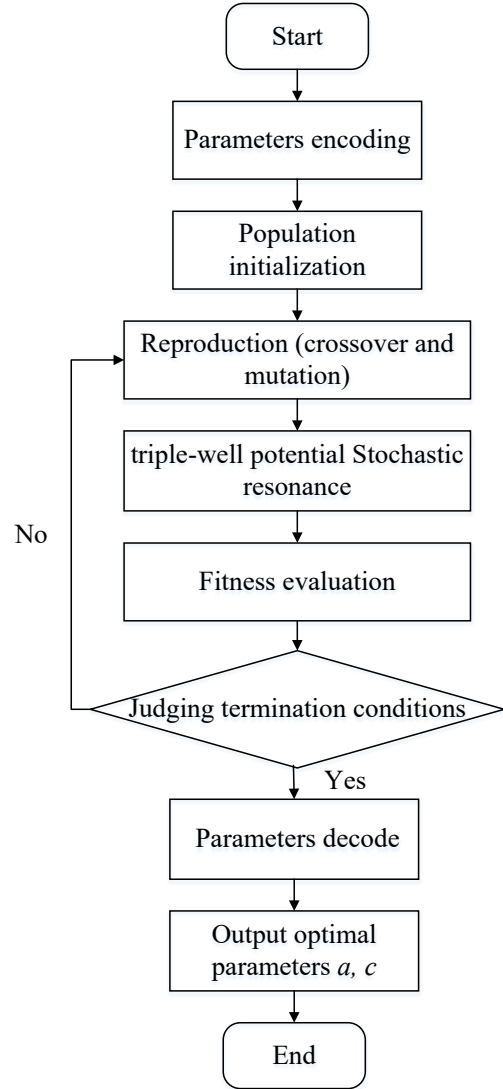 Start
Parameters encoding
Population
initialization
Reproduction (crossover and
mutation)
triple-well potential Stochastic
resonance
No
Fitness evaluation
Judging termination conditions
Yes
Parameters decode
Output optimal
parameters a, c
End